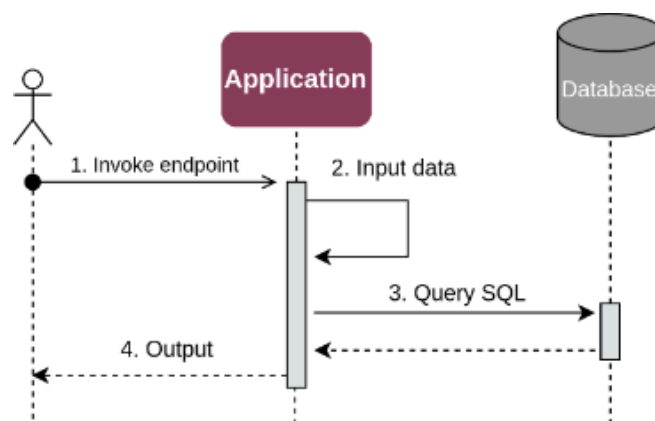 Application
Database
1. Invoke endpoint
2. Input data
3. Query SQL
4. Output